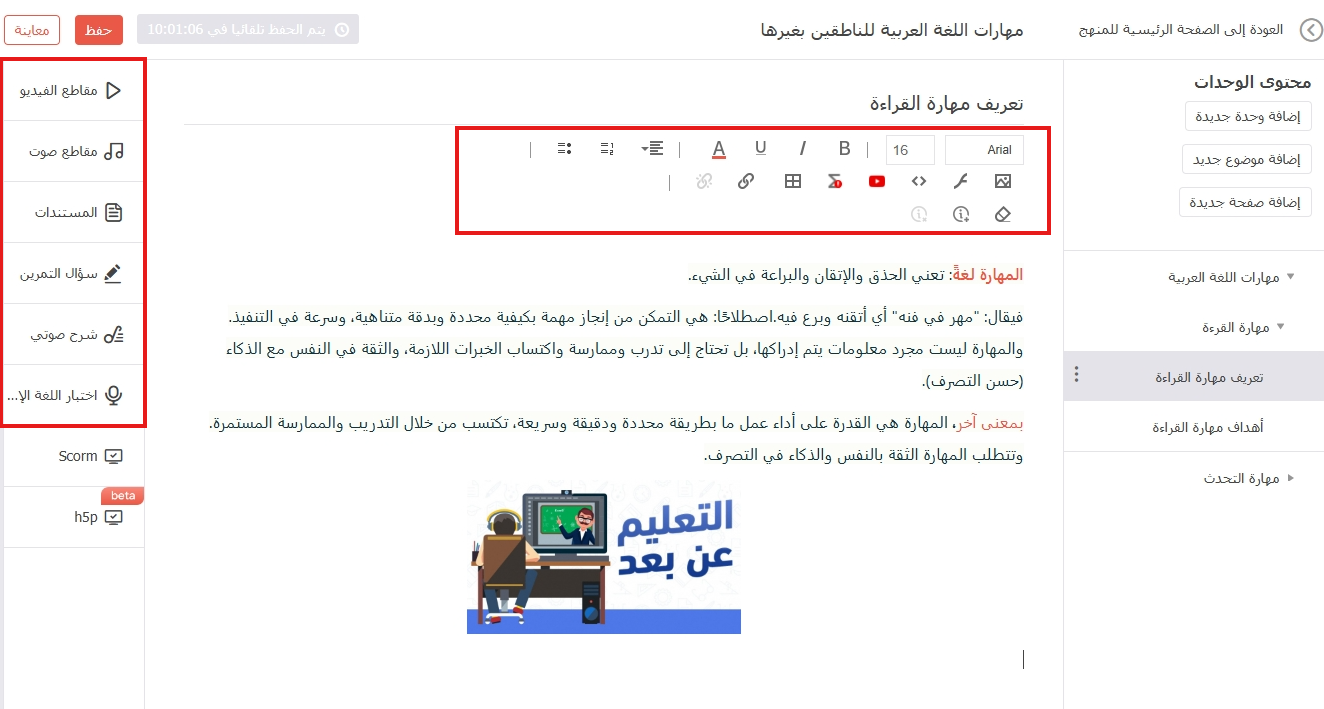 العودة إلى الصفحة الرئيسية للمنهج
مهارات اللغة العربية للناطقين بغيرها
يتم الحفظ تلقائيا في 10:01:06
حفظ
معاينة
محتوى الوحدات
إضافة وحدة جديدة
إضافة موضوع جديد
إضافة صفحة جديدة
مهارات اللغة العربية
مهارة القرءة
تعريف مهارة القراءة
أهداف مهارة القراءة
مهارة التحدث
تعريف مهارة القراءة
Arial
16
B
I
U
A
المهارة لغةً: تعني الحذق والإتقان والبراعة في الشيء.
فيقال: "مهر في فنه" أي أتقنه وبرع فيه.اصطلاحًا: هي التمكن من إنجاز مهمة بكيفية محددة وبدقة متناهية، وسرعة في التنفيذ.
والمهارة ليست مجرد معلومات يتم إدراكها، بل تحتاج إلى تدرب وممارسة واكتساب الخبرات اللازمة، والثقة في النفس مع الذكاء
(حسن التصرف).
بمعنى آخر، المهارة هي القدرة على أداء عمل ما بطريقة محددة ودقيقة وسريعة، تكتسب من خلال التدريب والممارسة المستمرة.
وتتطلب المهارة الثقة بالنفس والذكاء في التصرف.
التعليم
عن بعد
مقاطع الفيديو
مقاطع صوت
المستندات
سؤال التمرين
شرح صوتي
اختبار اللغة الإ...
Scorm
beta
h5p